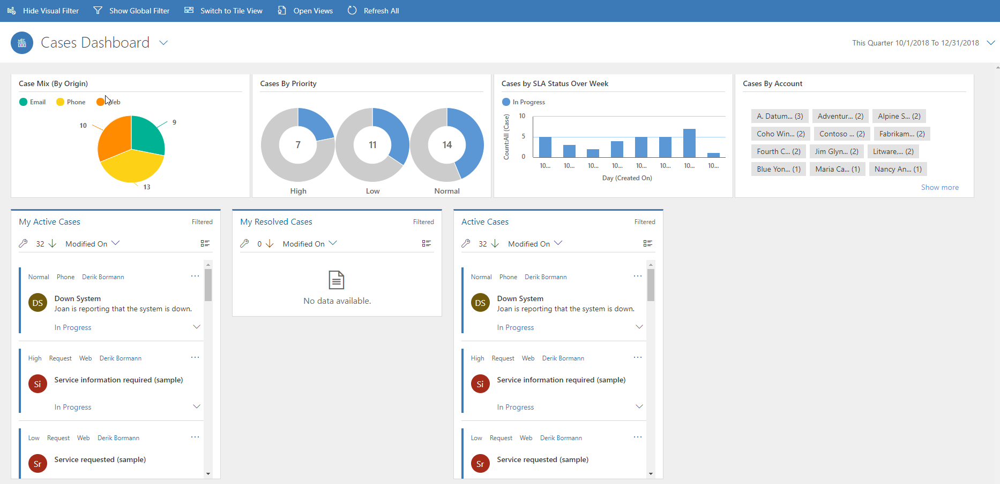 Hide Visual Filter Show Global Filter Switch to Tile View Open Views Refresh All
Cases Dashboard
This Quarter 10/1/2018 To 12/31/2018
Case Mix (By Origin)
Email Phone
10
9
13
Cases By Priority
7 11 14
High Low Normal
Cases by SLA Status Over Week
In Progress
Count:All (Case)
10
5
0
10... 10... 10... 10... 10... 10... 10... 10...
Day (Created On)
Cases By Account
A. Datum... (3) Adventur... (2) Alpine S... (2)
Coho Win... (2) Contoso ... (2) Fabrikam... (2)
Fourth C... (2) Jim Glyn... (2) Litware,... (2)
Blue Yon... (1) Maria Ca... (1) Nancy An... (1)
Show more
My Active Cases Filtered
32 Modified On
Normal Phone Derik Bormann
DS Down System
Joan is reporting that the system is down.
In Progress
High Request Web Derik Bormann
Si Service information required (sample)
In Progress
Low Request Web Derik Bormann
Sr Service requested (sample)
My Resolved Cases Filtered
0 Modified On
No data available.
Active Cases Filtered
32 Modified On
Normal Phone Derik Bormann
DS Down System
Joan is reporting that the system is down.
In Progress
High Request Web Derik Bormann
Si Service information required (sample)
In Progress
Low Request Web Derik Bormann
Sr Service requested (sample)